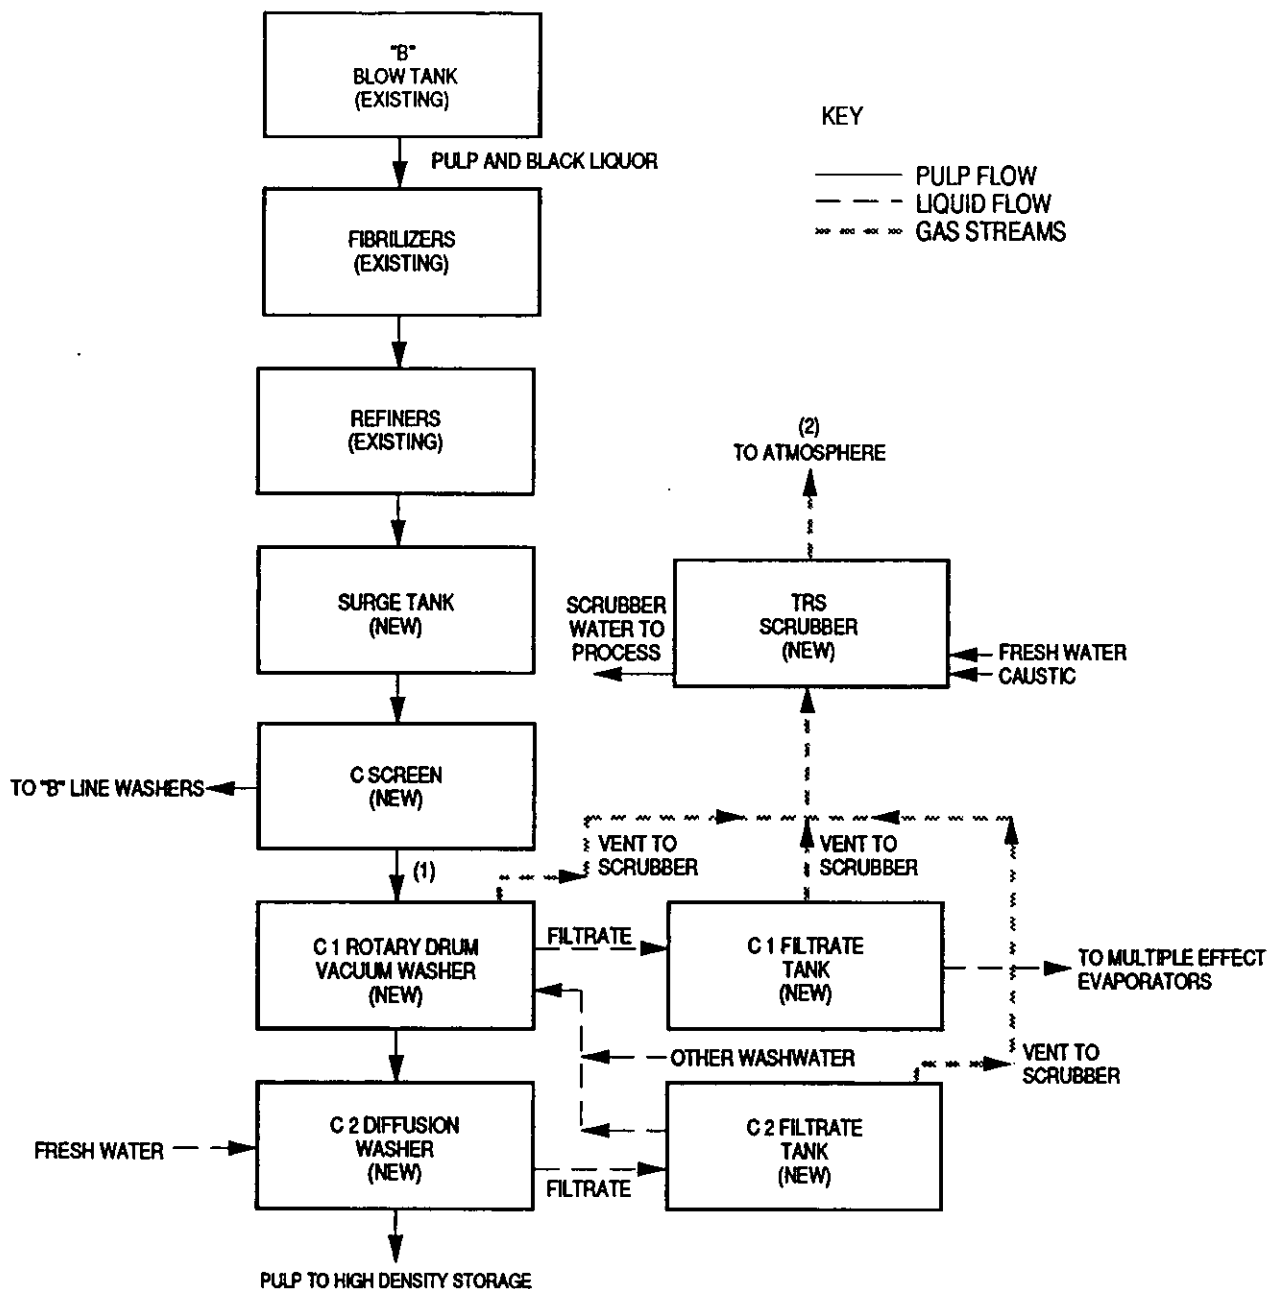 "B"
BLOW TANK
(EXISTING)
PULP AND BLACK LIQUOR
KEY
PULP FLOW
LIQUID FLOW
GAS STREAMS
FIBRILIZERS
(EXISTING)
REFINERS
(EXISTING)
(2)
TO ATMOSPHERE
SURGE TANK
(NEW)
SCRUBBER
WATER TO
PROCESS
TRS
SCRUBBER
(NEW)
FRESH WATER
CAUSTIC
TO "B" LINE WASHERS
C SCREEN
(NEW)
(1)
VENT TO
SCRUBBER
VENT TO
SCRUBBER
C 1 ROTARY DRUM
VACUUM WASHER
(NEW)
FILTRATE
C 1 FILTRATE
TANK
(NEW)
TO MULTIPLE EFFECT
EVAPORATORS
OTHER WASHWATER
VENT TO
SCRUBBER
FRESH WATER
C 2 DIFFUSION
WASHER
(NEW)
FILTRATE
C 2 FILTRATE
TANK
(NEW)
PULP TO HIGH DENSITY STORAGE